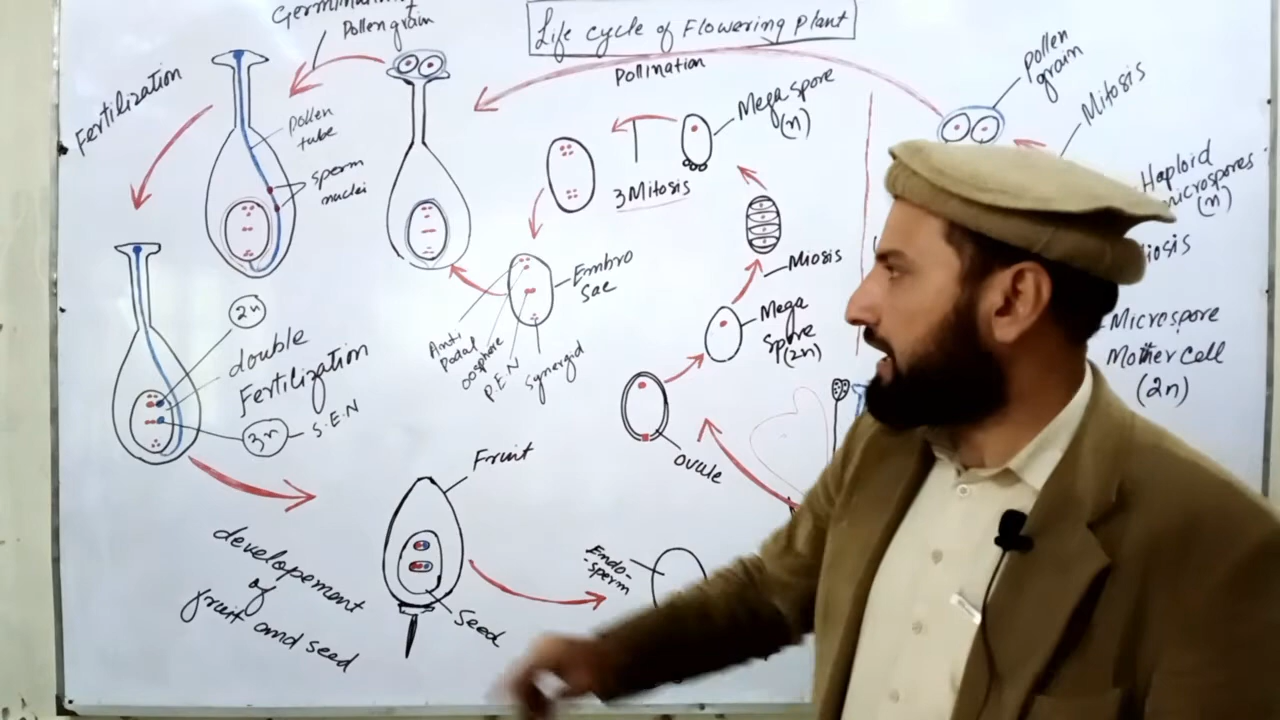 Life cycle of Flowering plant
Pollen grain
Pollination
Fertilization
pollen
tube
sperm
nuclei
Mega spore
(n)
3 Mitosis
Miosis
Mega
spore
(2n)
Embro
sac
Anti
Podal
oosphere
P.E.N
Synergid
ovule
pollen
grain
Mitosis
Haploid
microspores
(n)
Microspore
Mother cell
(2n)
2n
double
Fertilization
3n
S.E.N
developement
of
fruit and seed
Fruit
Seed
Endo-
-sperm